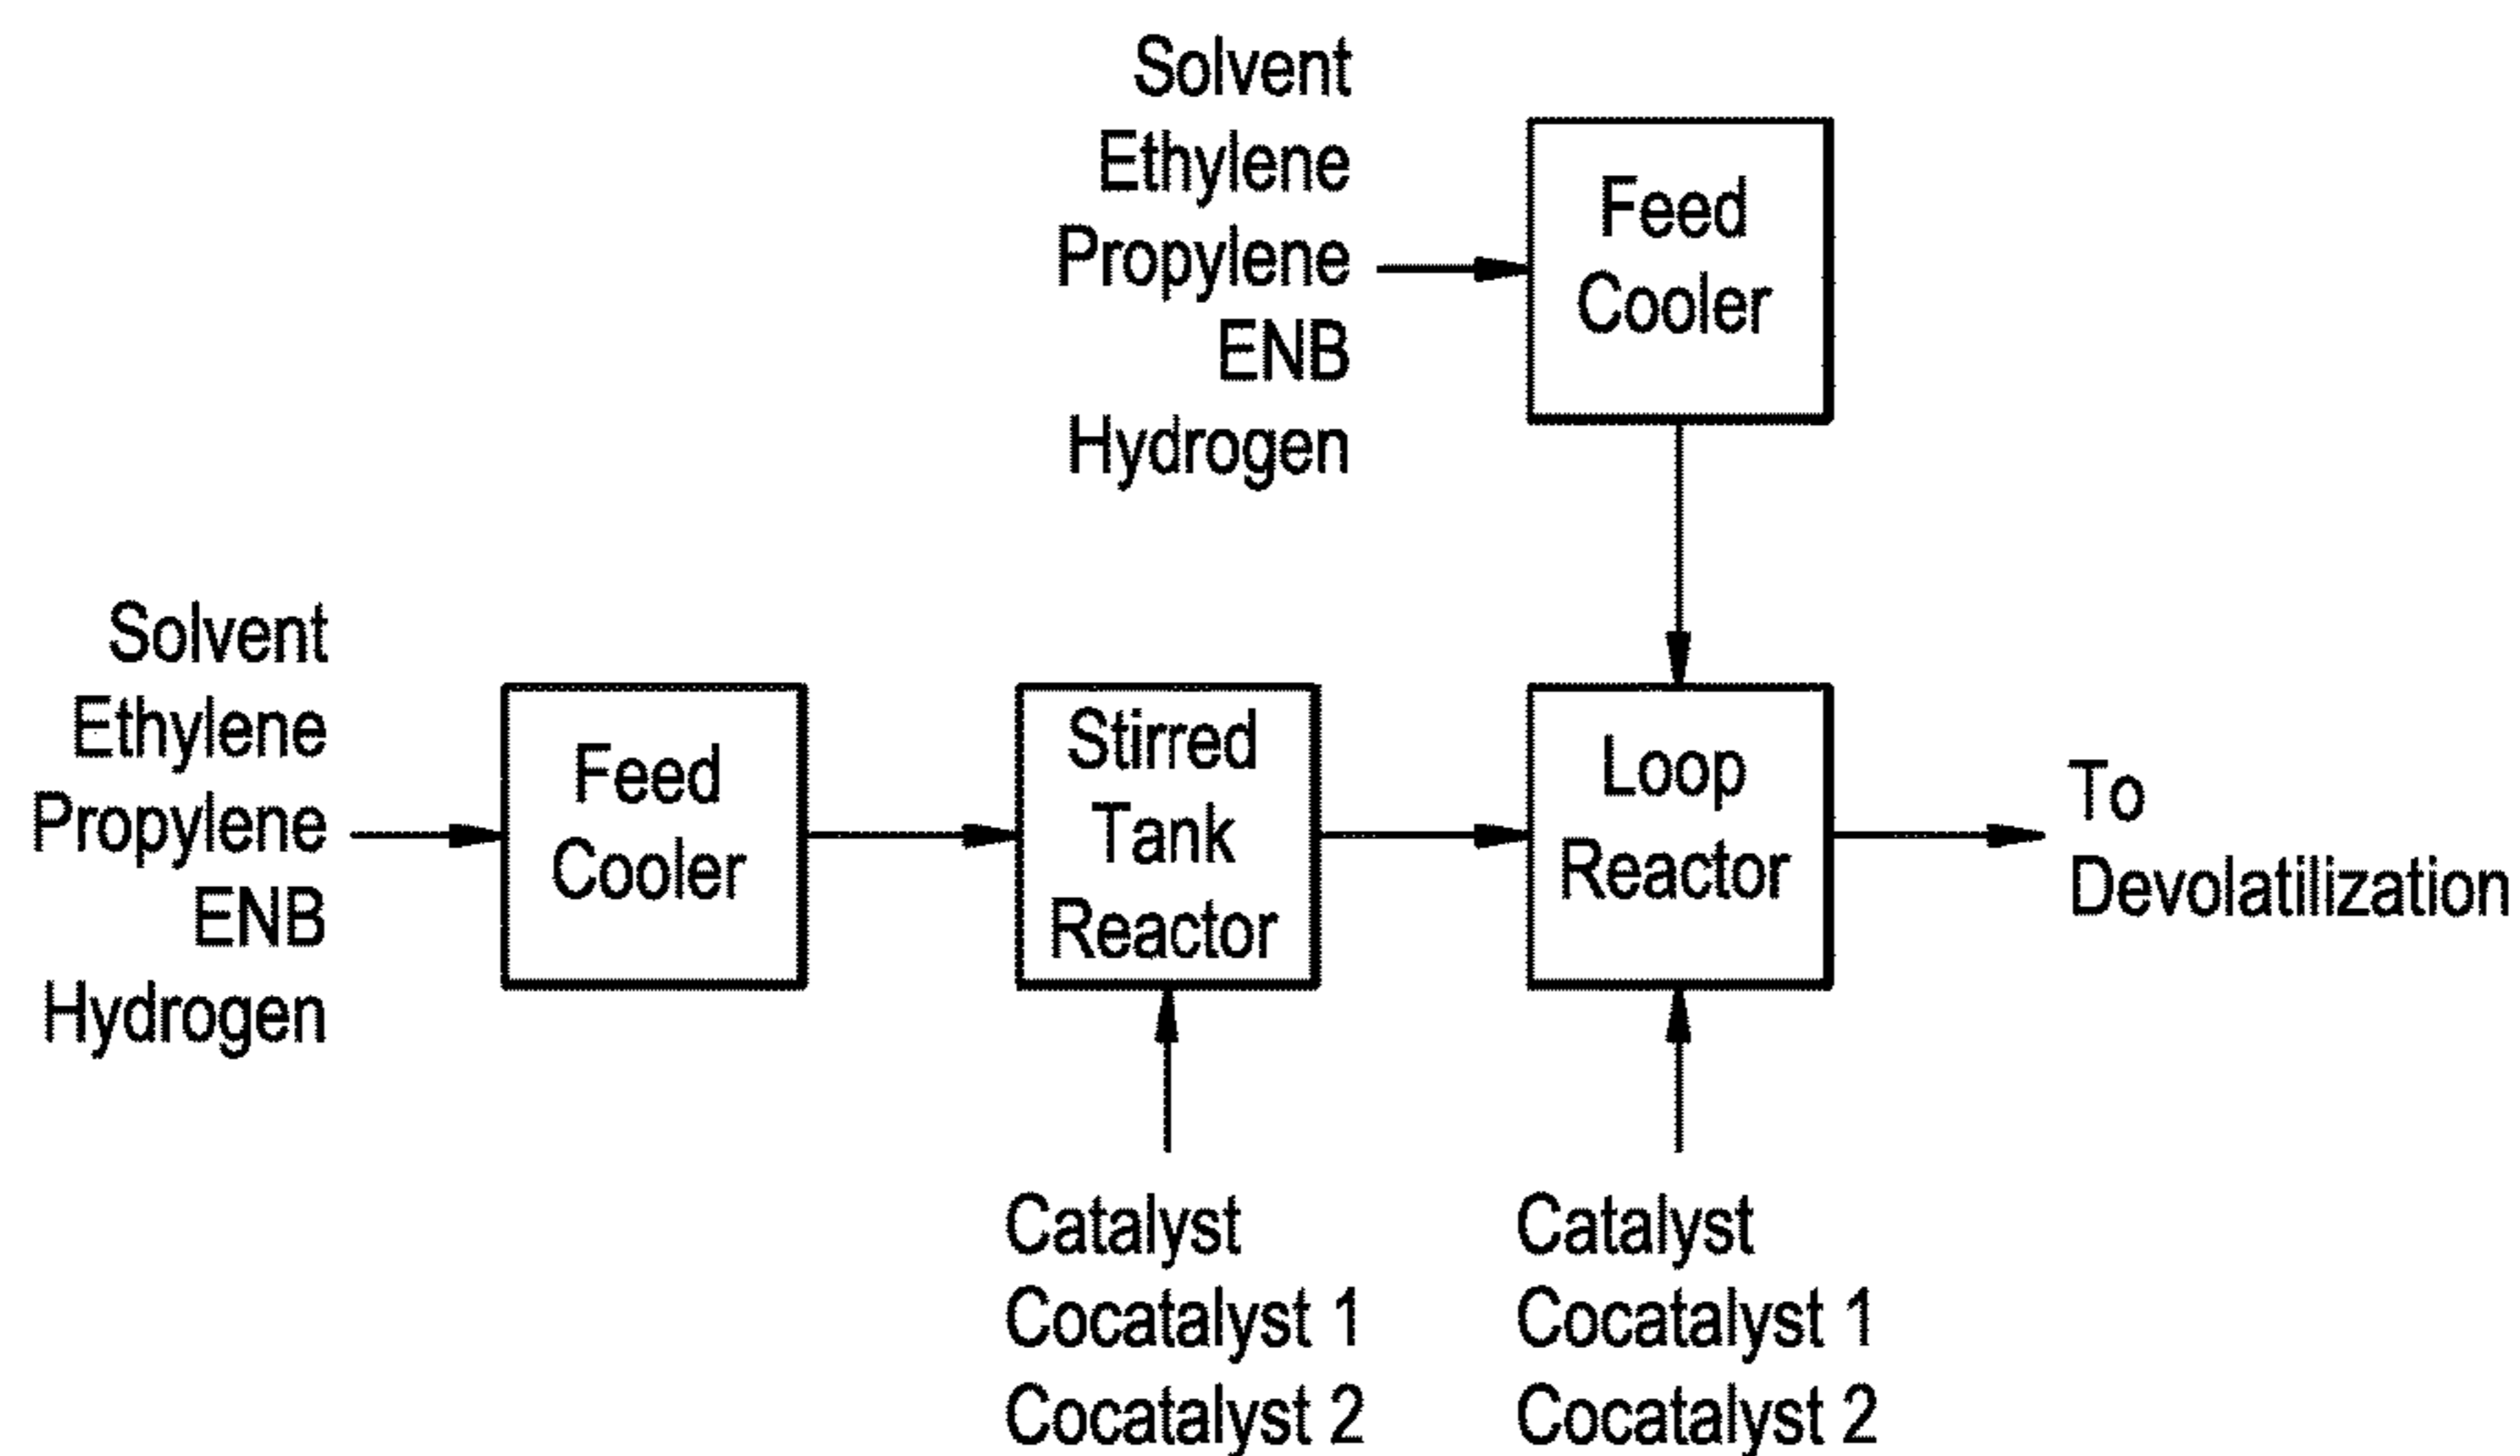 Solvent
Ethylene
Propylene
ENB
Hydrogen
Feed
Cooler
Solvent
Ethylene
Propylene
ENB
Hydrogen
Feed
Cooler
Stirred
Tank
Reactor
Loop
Reactor
To
Devolatilization
Catalyst
Cocatalyst 1
Cocatalyst 2
Catalyst
Cocatalyst 1
Cocatalyst 2